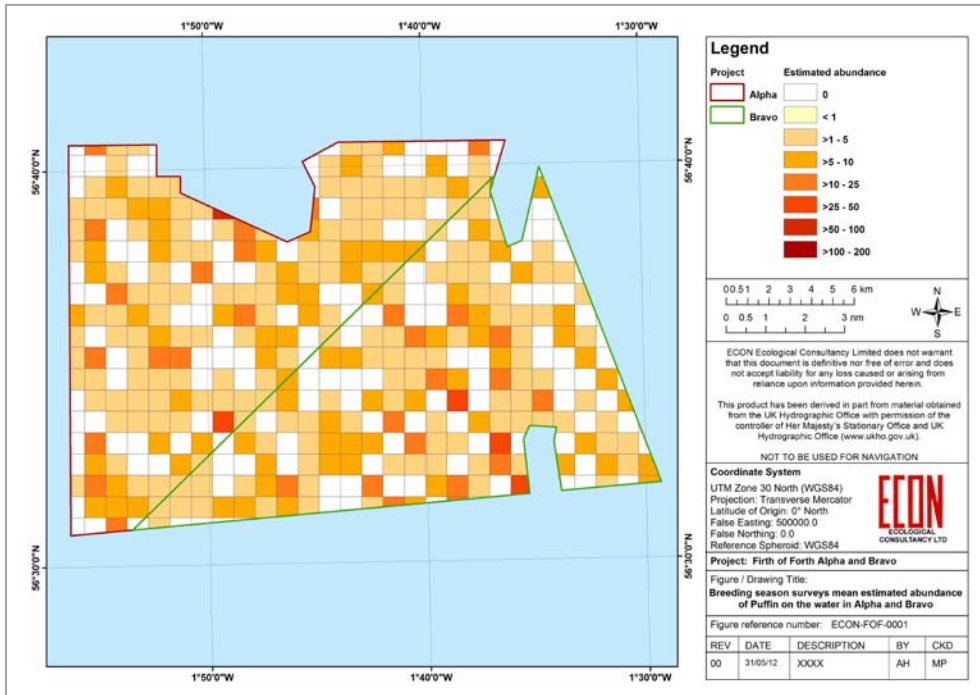 1°50'0"W
1°40'0"W
1°30'0"W
56°40'0"N
56°40'0"N
56°30'0"N
56°30'0"N
1°50'0"W
1°40'0"W
1°30'0"W
Legend
Project
Estimated abundance
Alpha
Bravo
0
< 1
>1 - 5
>5 - 10
>10 - 25
>25 - 50
>50 - 100
>100 - 200
0 0.5 1 2 3 4 5 6 km
0 0.5 1 2 3 nm
N
W E
S
ECON Ecological Consultancy Limited does not warrant
that this document is definitive nor free of error and does
not accept liability for any loss caused or arising from
reliance upon information provided herein.
This product has been derived in part from material obtained
from the UK Hydrographic Office with permission of the
controller of Her Majesty's Stationary Office and UK
Hydrographic Office (www.ukho.gov.uk).
NOT TO BE USED FOR NAVIGATION
Coordinate System
UTM Zone 30 North (WGS84)
Projection: Transverse Mercator
Latitude of Origin: 0° North
False Easting: 500000.0
False Northing: 0.0
Reference Spheroid: WGS84
ECON
ECOLOGICAL
CONSULTANCY LTD
Project: Firth of Forth Alpha and Bravo
Figure / Drawing Title:
Breeding season surveys mean estimated abundance
of Puffin on the water in Alpha and Bravo
Figure reference number: ECON-FOF-0001
REV DATE DESCRIPTION BY CKD
00 31/05/12 XXXX AH MP